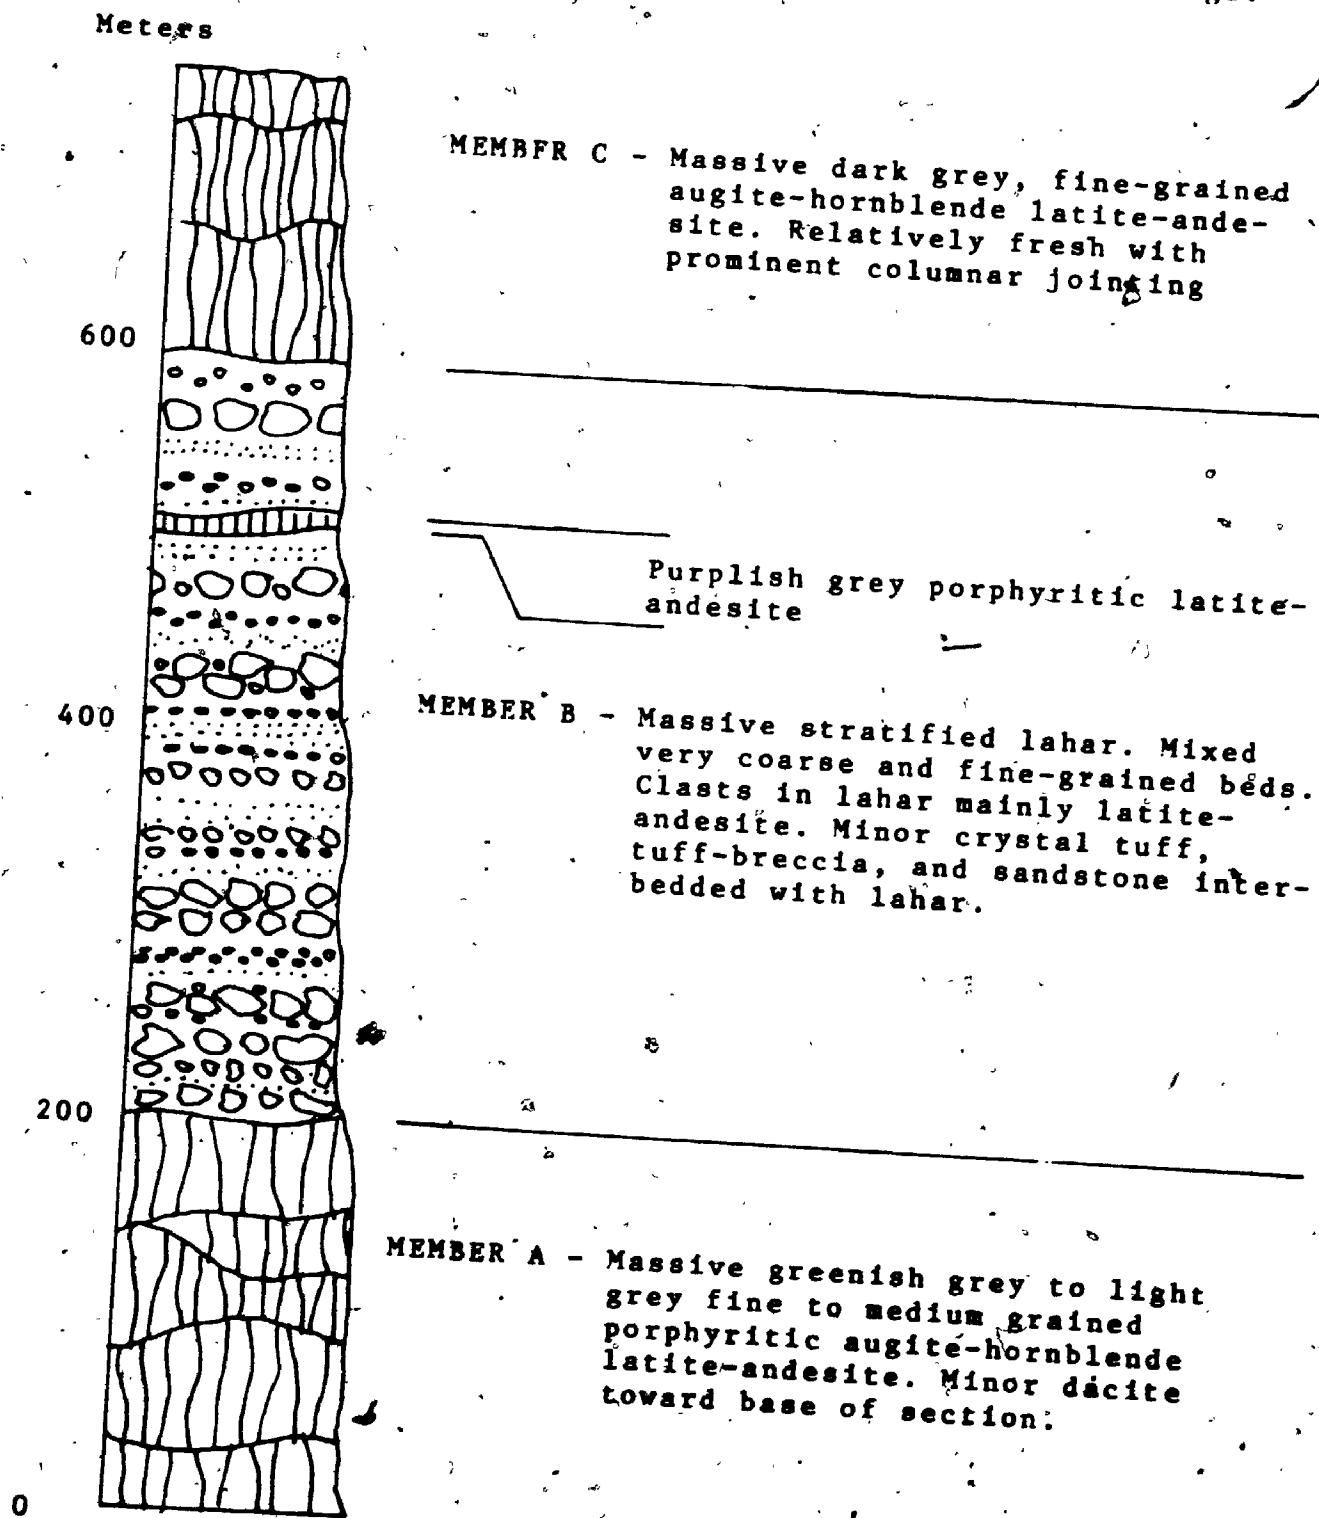 Meters
MEMBFR C - Massive dark grey, fine-grained
augite-hornblende latite-ande-
site. Relatively fresh with
prominent columnar jointing
600
Purplish grey porphyritic latite-
andesite
400
MEMBER B - Massive stratified lahar. Mixed
very coarse and fine-grained beds.
Clasts in lahar mainly latite-
andesite. Minor crystal tuff,
tuff-breccia, and sandstone inter-
bedded with lahar.
200
MEMBER A - Massive greenish grey to light
grey fine to medium grained
porphyritic augite-hornblende
latite-andesite. Minor dacite
toward base of section.
0